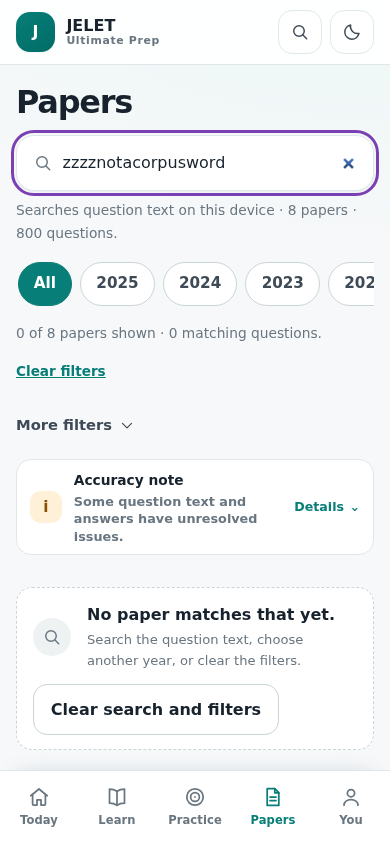 J
JELET
Ultimate Prep
Papers
zzzznotacorpusword
Searches question text on this device · 8 papers ·
800 questions.
All 2025 2024 2023 202
0 of 8 papers shown · 0 matching questions.
Clear filters
More filters
i
Accuracy note
Some question text and
answers have unresolved
issues.
Details
No paper matches that yet.
Search the question text, choose
another year, or clear the filters.
Clear search and filters
Today Learn Practice Papers You